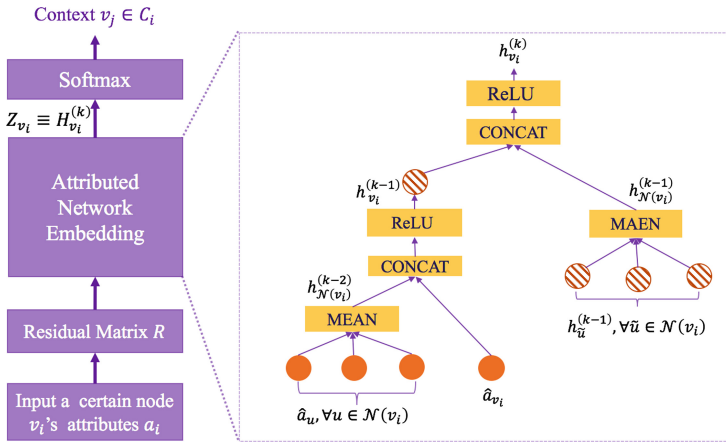 Context v_j ∈ C_i
Softmax
Z_{v_i} ≡ H_{v_i}^{(k)}
Attributed
Network
Embedding
Residual Matrix R
Input a certain node
v_i's attributes a_i
h_{v_i}^{(k)}
ReLU
CONCAT
h_{v_i}^{(k-1)}
ReLU
CONCAT
h_{𝒩(v_i)}^{(k-2)}
MEAN
â_u, ∀u ∈ 𝒩(v_i)
â_{v_i}
h_{𝒩(v_i)}^{(k-1)}
MAEN
h_{ũ}^{(k-1)}, ∀ũ ∈ 𝒩(v_i)